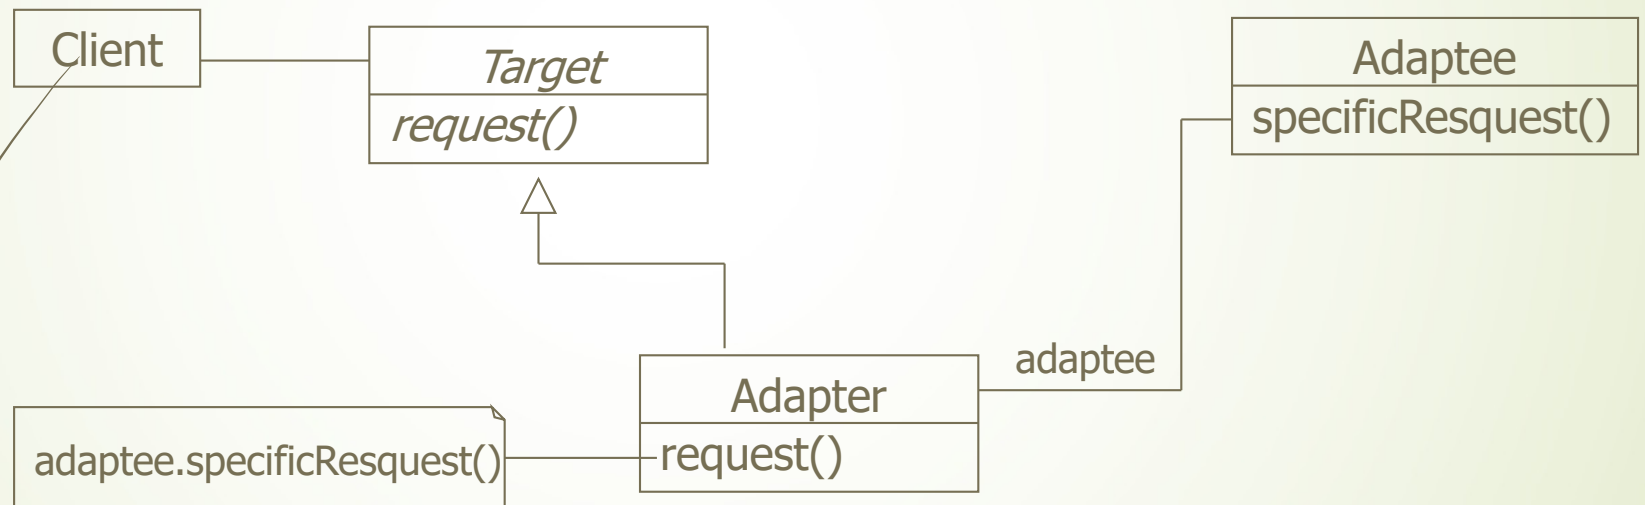 Client
Target
request()
Adaptee
specificResquest()
adaptee
Adapter
request()
adaptee.specificResquest()